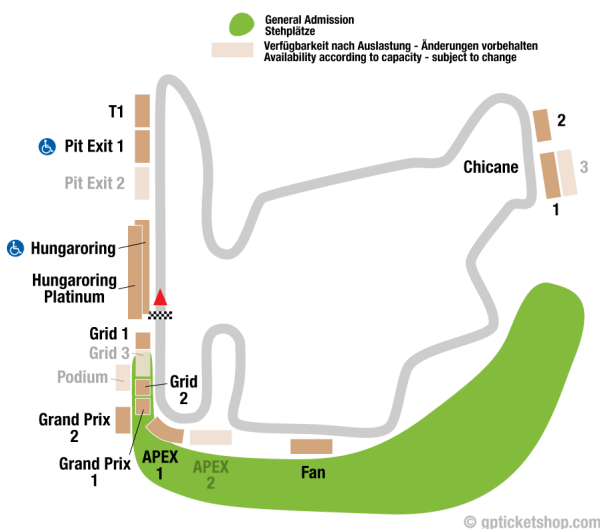 General Admission
Stehplätze
Verfügbarkeit nach Auslastung - Änderungen vorbehalten
Availability according to capacity - subject to change
T1
Pit Exit 1
Pit Exit 2
Hungaroring
Hungaroring
Platinum
Chicane
2
3
1
Grid 1
Grid 3
Podium
Grid
2
Grand Prix
2
Grand Prix
1
APEX
1
APEX
2
Fan
© gpticketshop.com